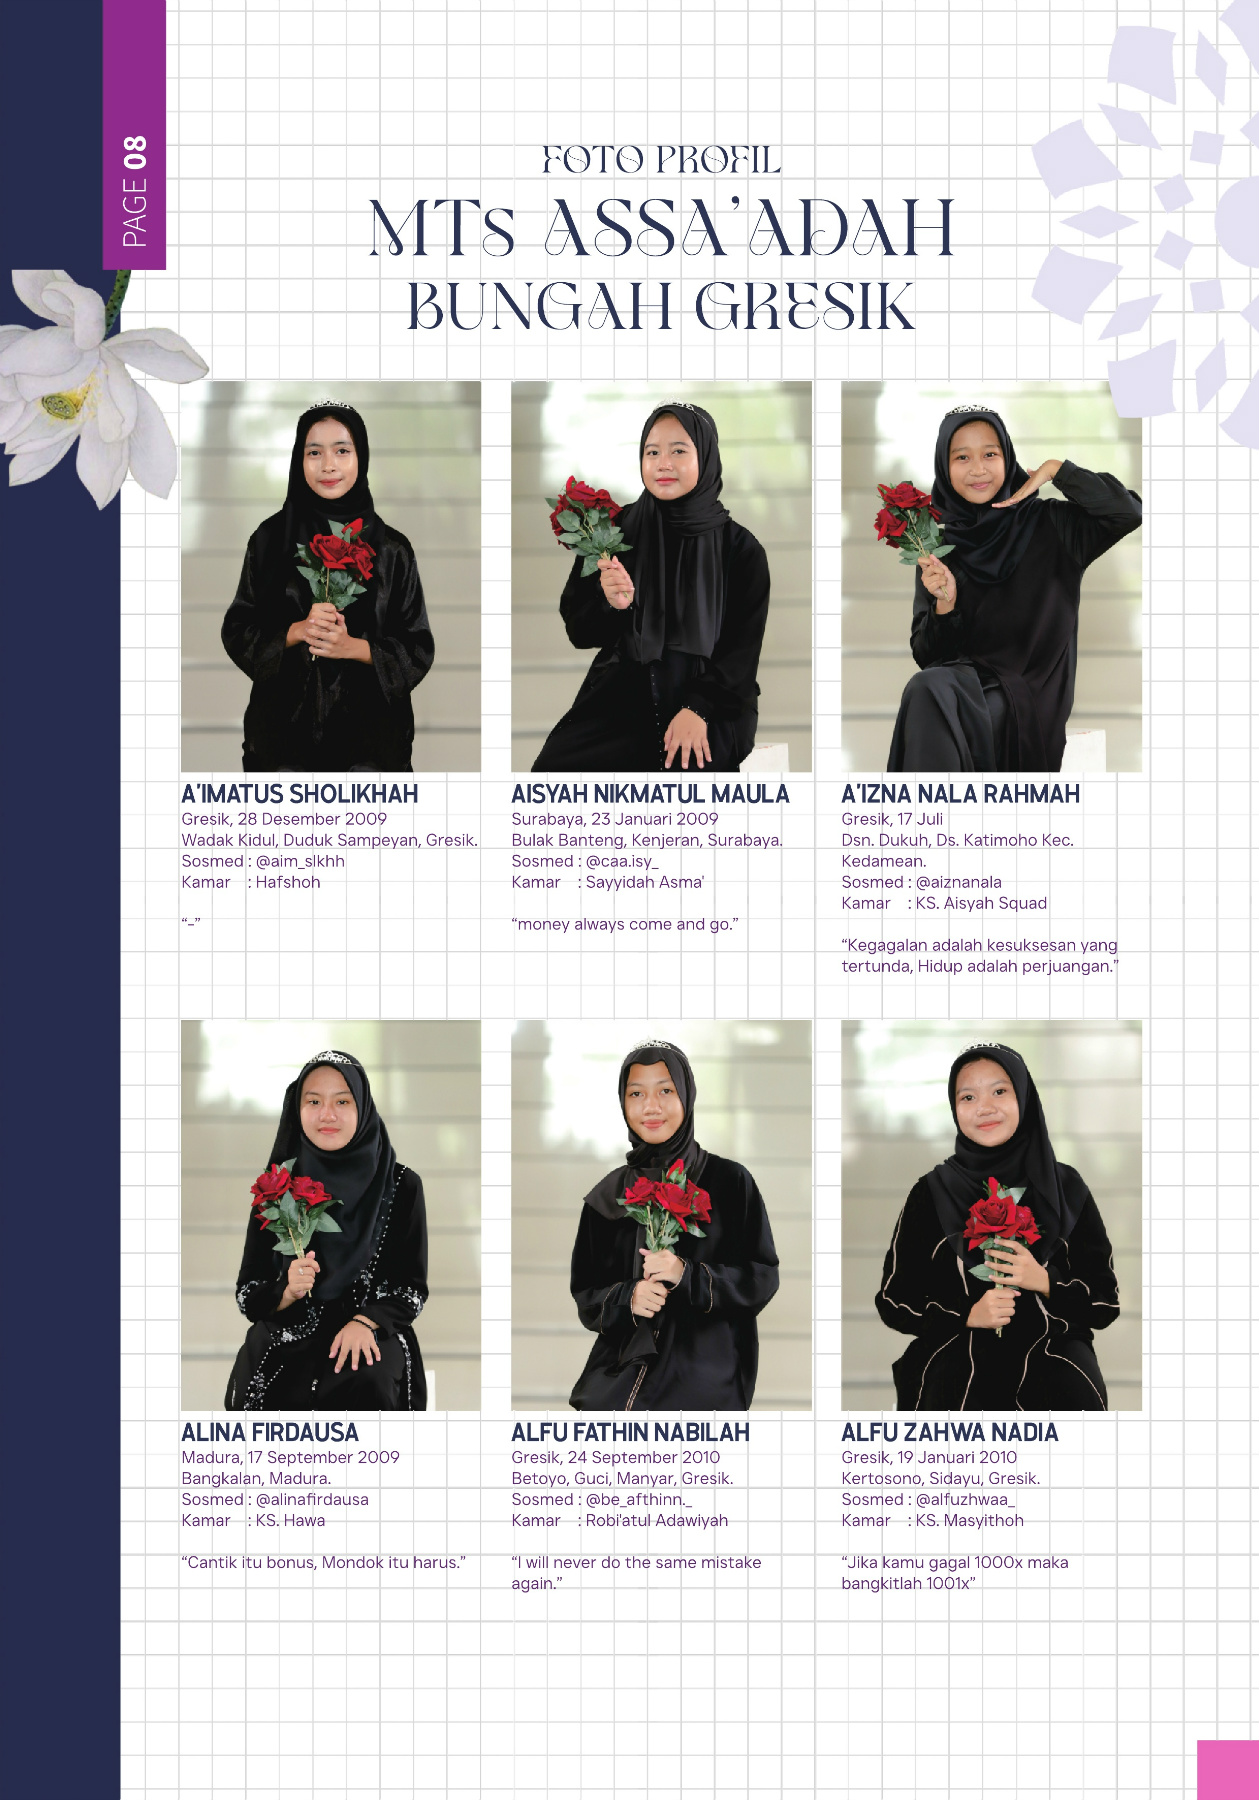 PAGE 08
FOTO PROFIL
MTs ASSA'ADAH
BUNGAH GRESIK
A'IMATUS SHOLIKHAH
Gresik, 28 Desember 2009
Wadak Kidul, Duduk Sampeyan, Gresik.
Sosmed : @aim_slkhh
Kamar : Hafshoh
“-”
AISYAH NIKMATUL MAULA
Surabaya, 23 Januari 2009
Bulak Banteng, Kenjeran, Surabaya.
Sosmed : @caa.isy_
Kamar : Sayyidah Asma'
“money always come and go.”
A'IZNA NALA RAHMAH
Gresik, 17 Juli
Dsn. Dukuh, Ds. Katimoho Kec.
Kedamean.
Sosmed : @aiznanala
Kamar : KS. Aisyah Squad
“Kegagalan adalah kesuksesan yang
tertunda, Hidup adalah perjuangan.”
ALINA FIRDAUSA
Madura, 17 September 2009
Bangkalan, Madura.
Sosmed : @alinafirdausa
Kamar : KS. Hawa
“Cantik itu bonus, Mondok itu harus.”
ALFU FATHIN NABILAH
Gresik, 24 September 2010
Betoyo, Guci, Manyar, Gresik.
Sosmed : @be_afthinn._
Kamar : Robi'atul Adawiyah
“I will never do the same mistake
again.”
ALFU ZAHWA NADIA
Gresik, 19 Januari 2010
Kertosono, Sidayu, Gresik.
Sosmed : @alfuzhwaa_
Kamar : KS. Masyithoh
“Jika kamu gagal 1000x maka
bangkitlah 1001x”